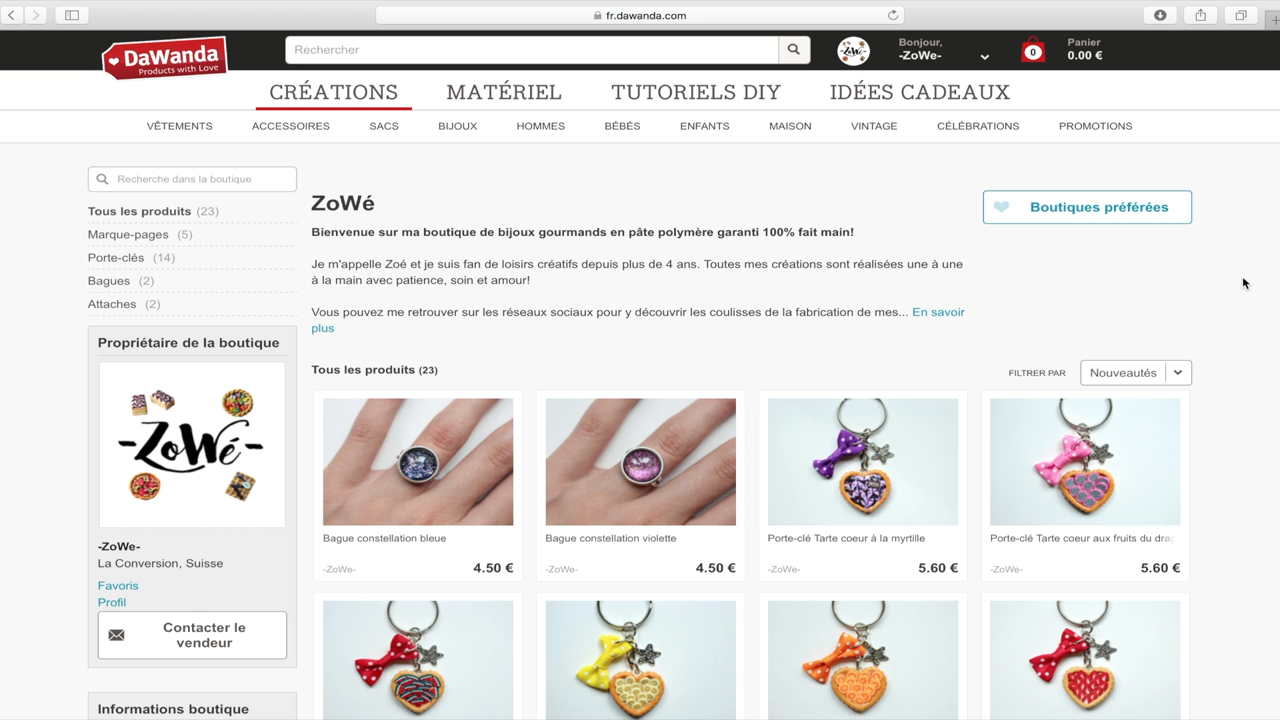 fr.dawanda.com
DaWanda
Products with Love
Rechercher
-ZoWé-
Bonjour,
-ZoWe-
0
Panier
0.00 €
CRÉATIONS
MATÉRIEL
TUTORIELS DIY
IDÉES CADEAUX
VÊTEMENTS
ACCESSOIRES
SACS
BIJOUX
HOMMES
BÉBÉS
ENFANTS
MAISON
VINTAGE
CÉLÉBRATIONS
PROMOTIONS
Recherche dans la boutique
Tous les produits (23)
Marque-pages (5)
Porte-clés (14)
Bagues (2)
Attaches (2)
Propriétaire de la boutique
-ZoWé-
-ZoWe-
La Conversion, Suisse
Favoris
Profil
Contacter le
vendeur
Informations boutique
ZoWé
Boutiques préférées
Bienvenue sur ma boutique de bijoux gourmands en pâte polymère garanti 100% fait main!
Je m'appelle Zoé et je suis fan de loisirs créatifs depuis plus de 4 ans. Toutes mes créations sont réalisées une à une
à la main avec patience, soin et amour!
Vous pouvez me retrouver sur les réseaux sociaux pour y découvrir les coulisses de la fabrication de mes... En savoir
plus
Tous les produits (23)
FILTRER PAR
Nouveautés
Bague constellation bleue
-ZoWe-
4.50 €
Bague constellation violette
-ZoWe-
4.50 €
Porte-clé Tarte coeur à la myrtille
-ZoWe-
5.60 €
Porte-clé Tarte coeur aux fruits du dra
-ZoWe-
5.60 €